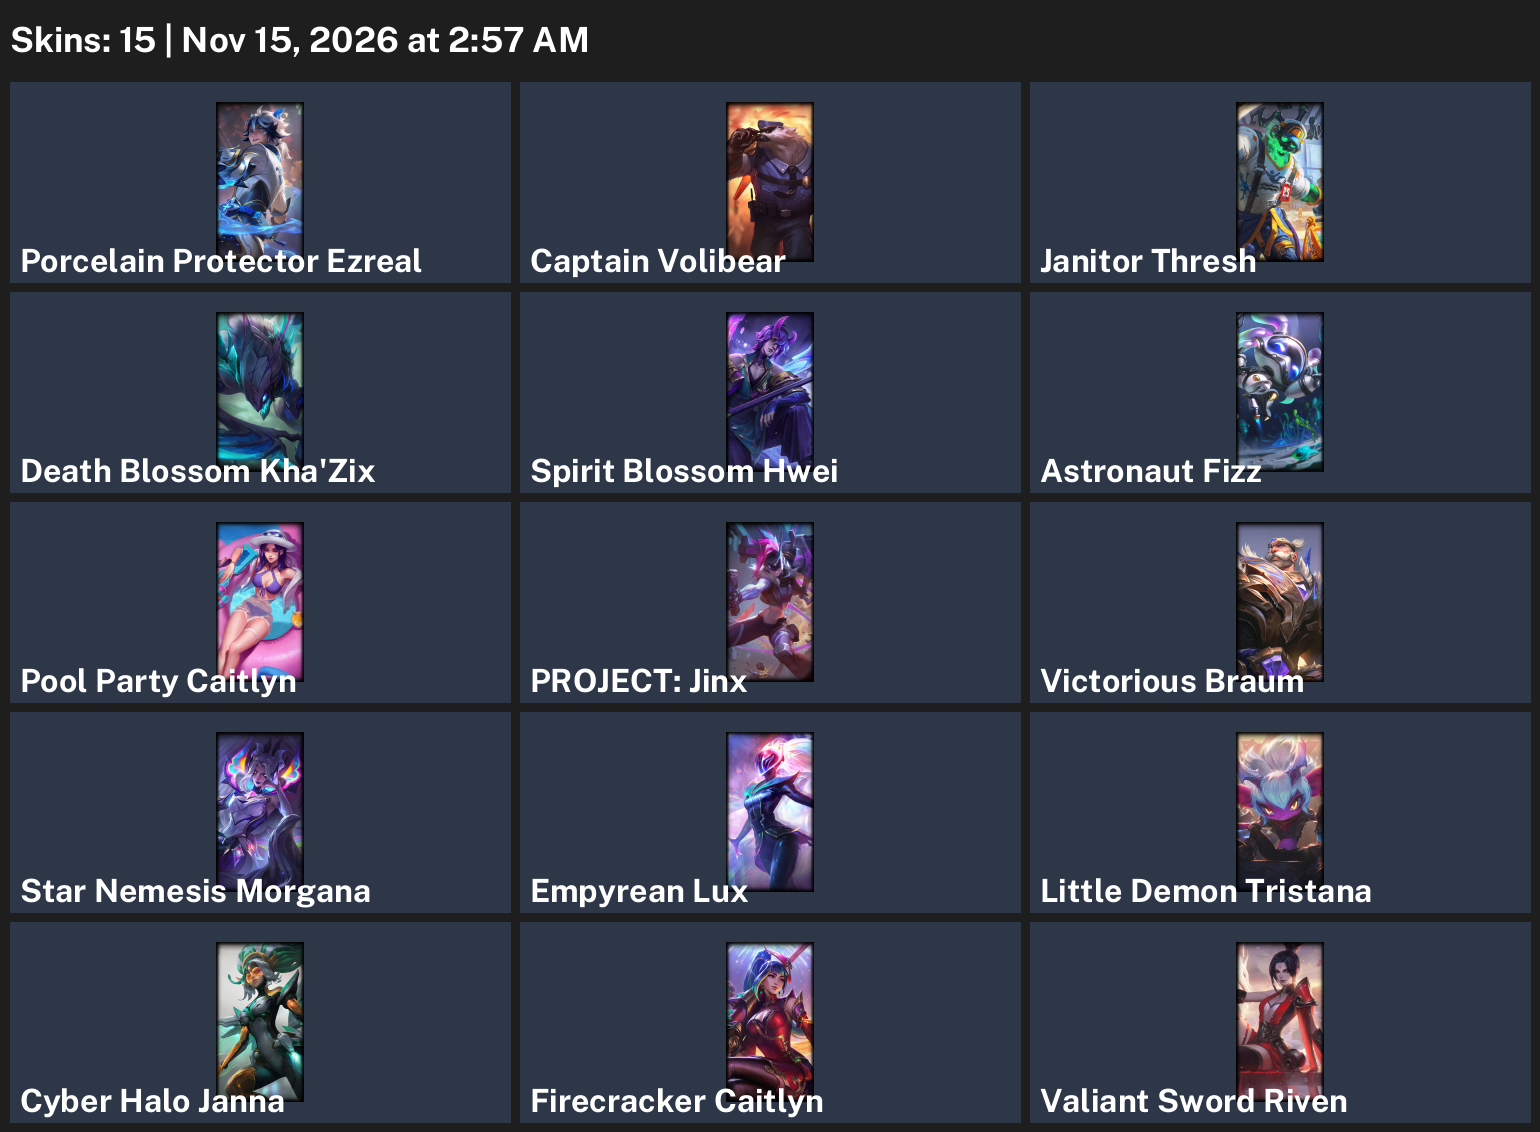 Skins: 15 | Nov 15, 2026 at 2:57 AM
Porcelain Protector Ezreal
Captain Volibear
Janitor Thresh
Death Blossom Kha'Zix
Spirit Blossom Hwei
Astronaut Fizz
Pool Party Caitlyn
PROJECT: Jinx
Victorious Braum
Star Nemesis Morgana
Empyrean Lux
Little Demon Tristana
Cyber Halo Janna
Firecracker Caitlyn
Valiant Sword Riven